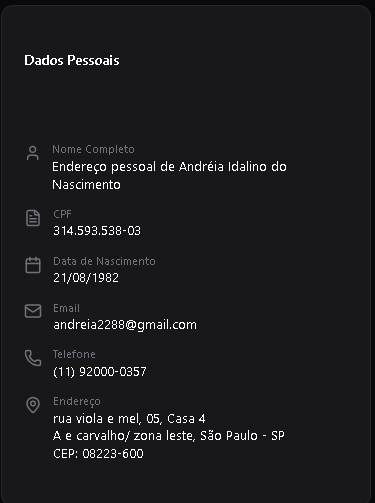 Dados Pessoais
Nome Completo
Endereço pessoal de Andréia Idalino do
Nascimento
CPF
314.593.538-03
Data de Nascimento
21/08/1982
Email
andreia2288@gmail.com
Telefone
(11) 92000-0357
Endereço
rua viola e mel, 05, Casa 4
A e carvalho/ zona leste, São Paulo - SP
CEP: 08223-600